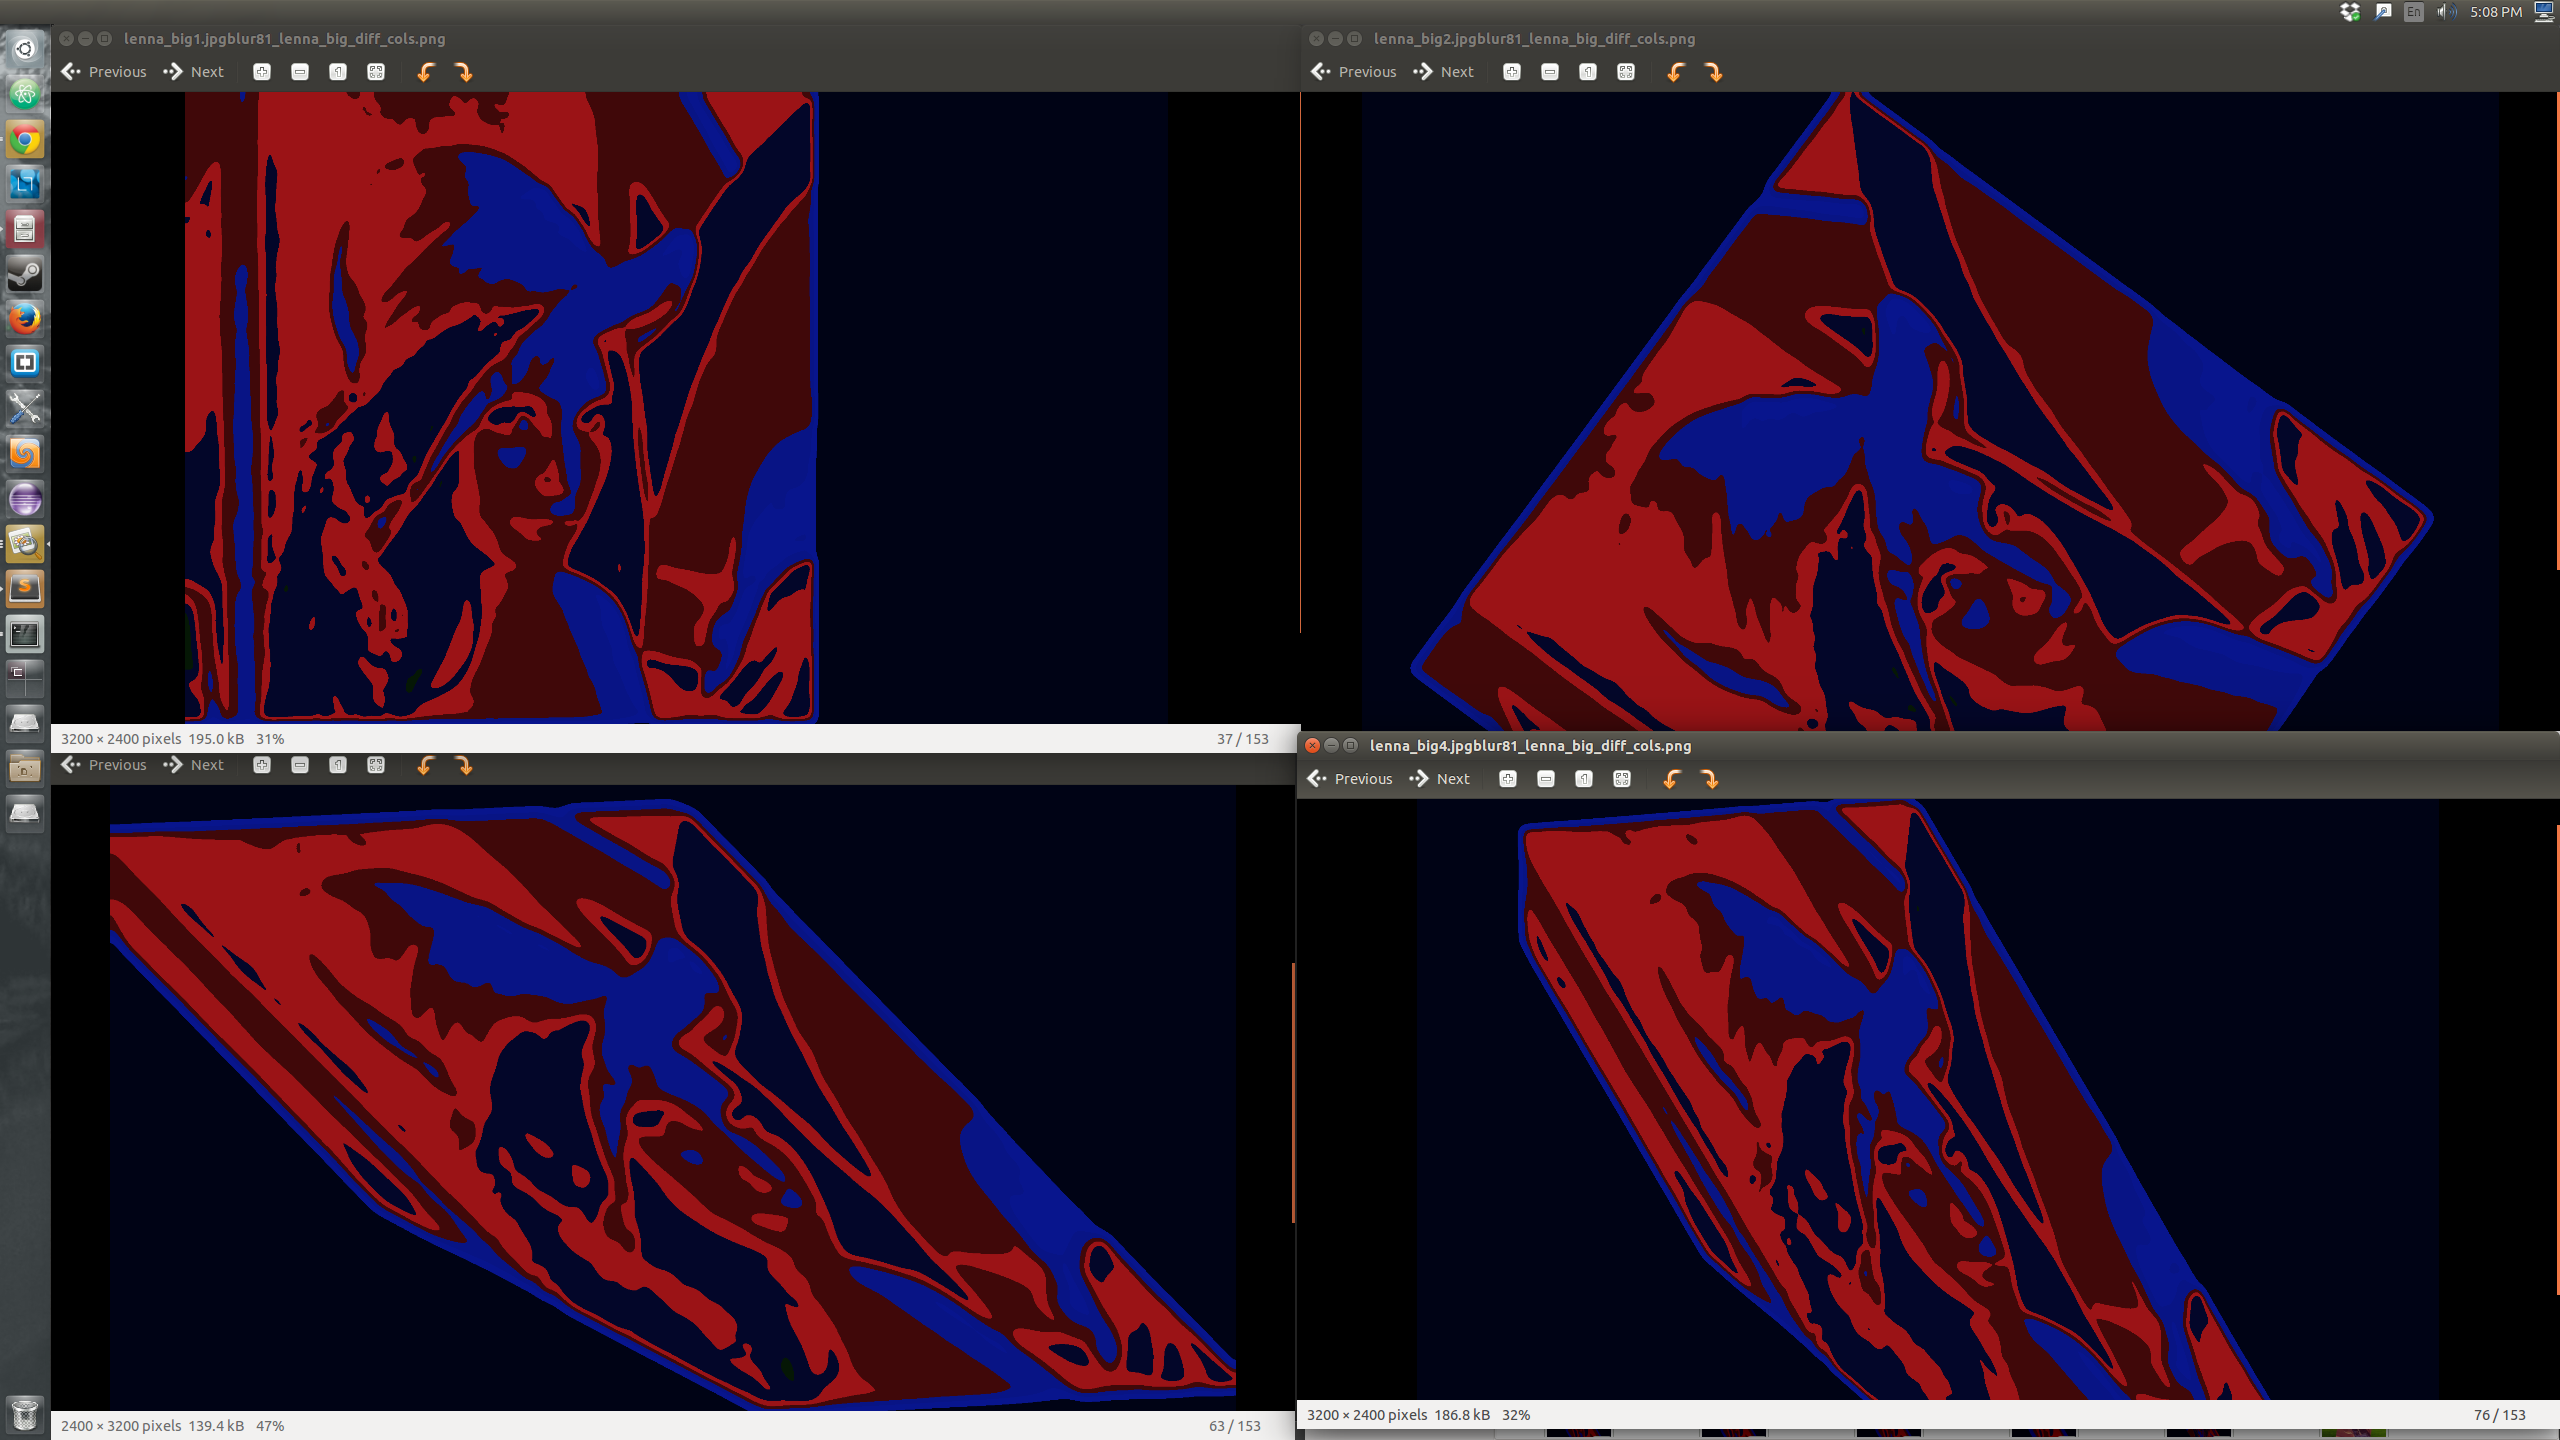 En 5:08 PM
lenna_big1.jpgblur81_lenna_big_diff_cols.png
Previous Next
3200 × 2400 pixels 195.0 kB 31% 37 / 153
lenna_big2.jpgblur81_lenna_big_diff_cols.png
Previous Next
Previous Next
2400 × 3200 pixels 139.4 kB 47% 63 / 153
lenna_big4.jpgblur81_lenna_big_diff_cols.png
Previous Next
3200 × 2400 pixels 186.8 kB 32% 76 / 153